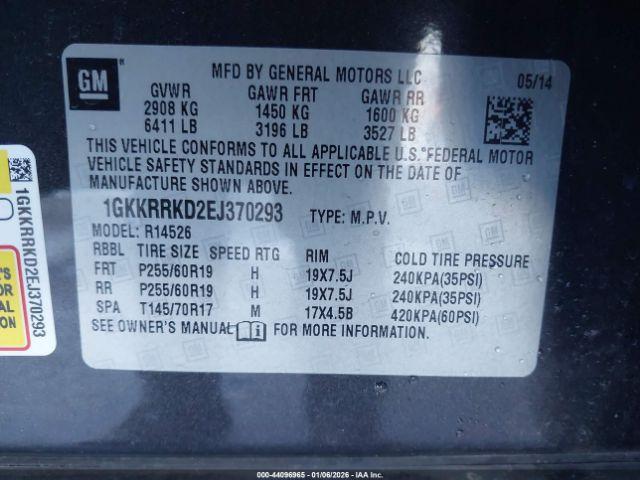 GM
MFD BY GENERAL MOTORS LLC 05/14
GVWR GAWR FRT GAWR RR
2908 KG 1450 KG 1600 KG
6411 LB 3196 LB 3527 LB
THIS VEHICLE CONFORMS TO ALL APPLICABLE U.S. FEDERAL MOTOR
VEHICLE SAFETY STANDARDS IN EFFECT ON THE DATE OF
MANUFACTURE SHOWN ABOVE.
1GKKRRKD2EJ370293 TYPE: M.P.V.
MODEL: R14526
RBBL TIRE SIZE SPEED RTG RIM COLD TIRE PRESSURE
FRT P255/60R19 H 19X7.5J 240KPA(35PSI)
RR P255/60R19 H 19X7.5J 240KPA(35PSI)
SPA T145/70R17 M 17X4.5B 420KPA(60PSI)
SEE OWNER'S MANUAL FOR MORE INFORMATION.
1GKKRRKD2EJ370293
000-44096965 | 01/06/2026 | IAA